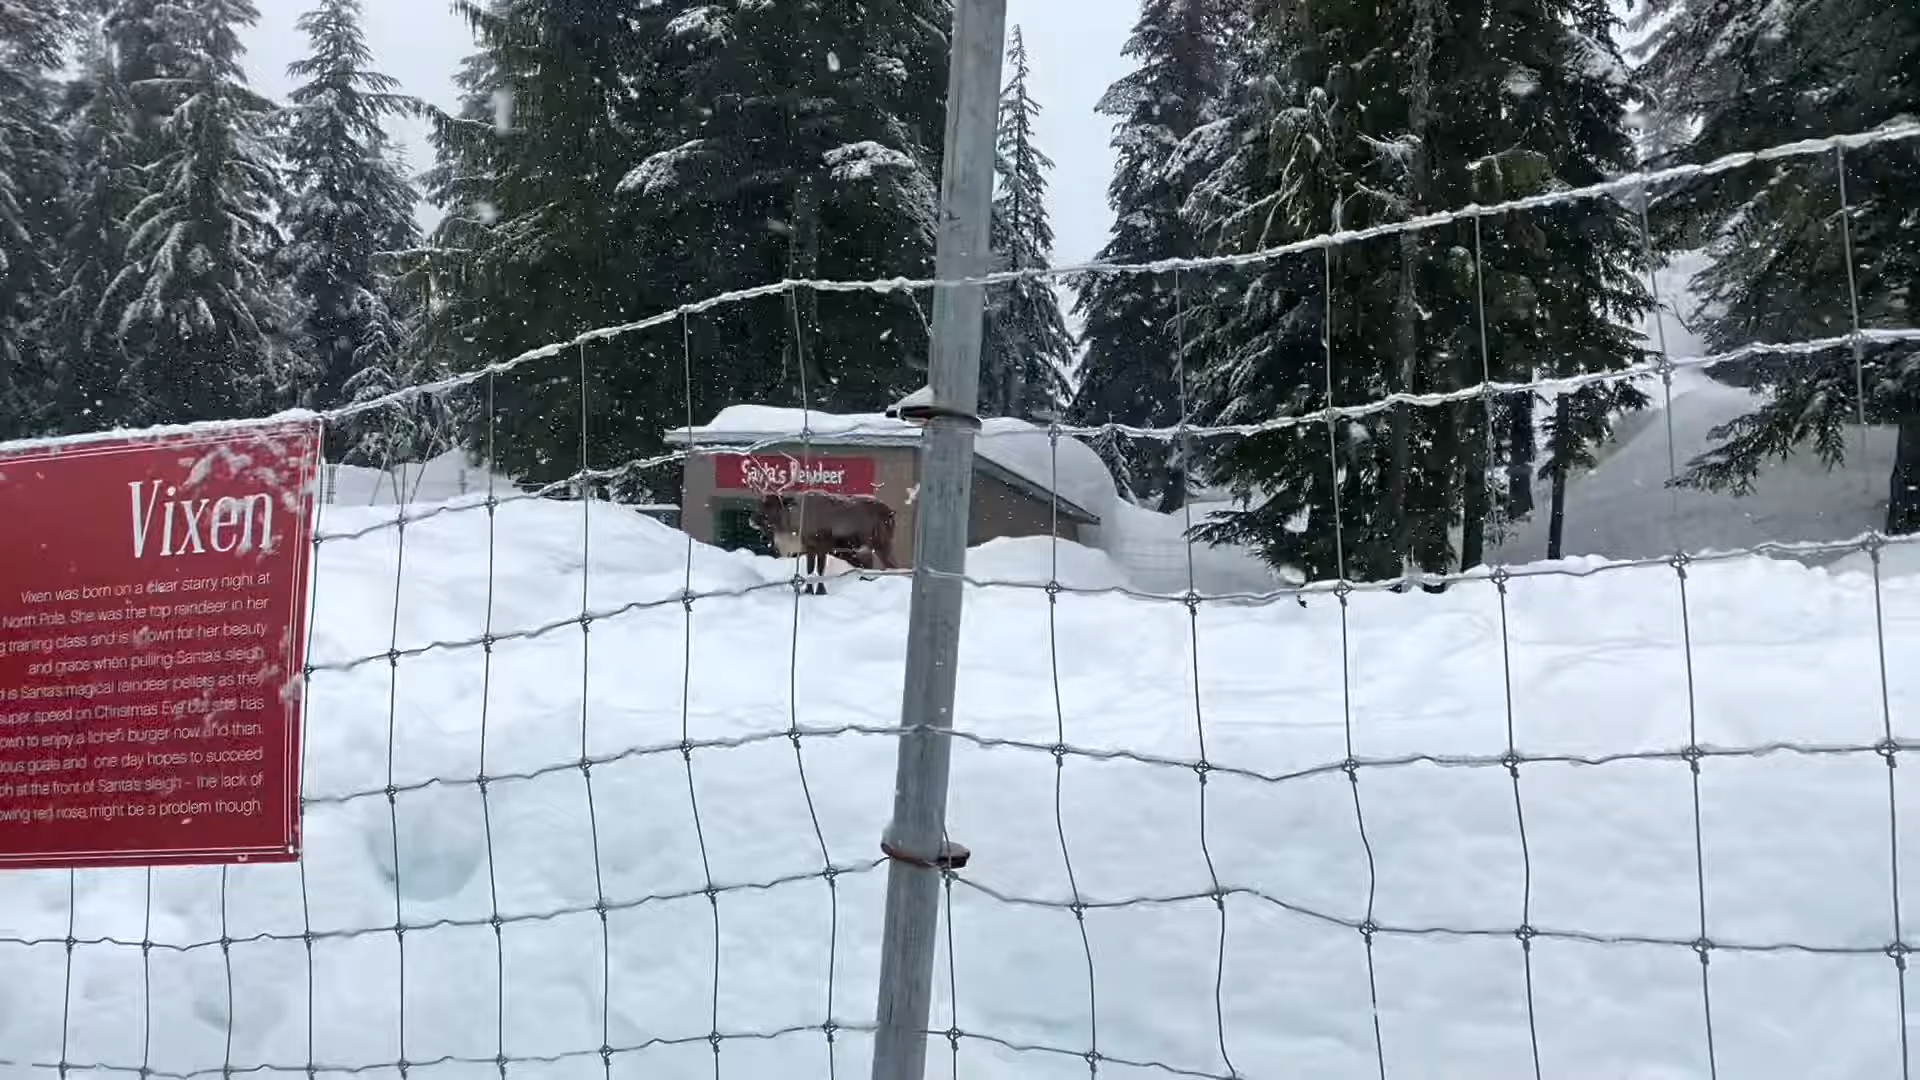 Santa's Reindeer
Vixen
Vixen was born on a clear starry night at
North Pole. She was the top reindeer in her
training class and is known for her beauty
and grace when pulling Santa's sleigh
is Santa's magical reindeer pellets as they
super speed on Christmas Eve but she has
to enjoy a lichen burger now and then.
goals and one day hopes to succeed
at the front of Santa's sleigh - the lack of
red nose might be a problem though.